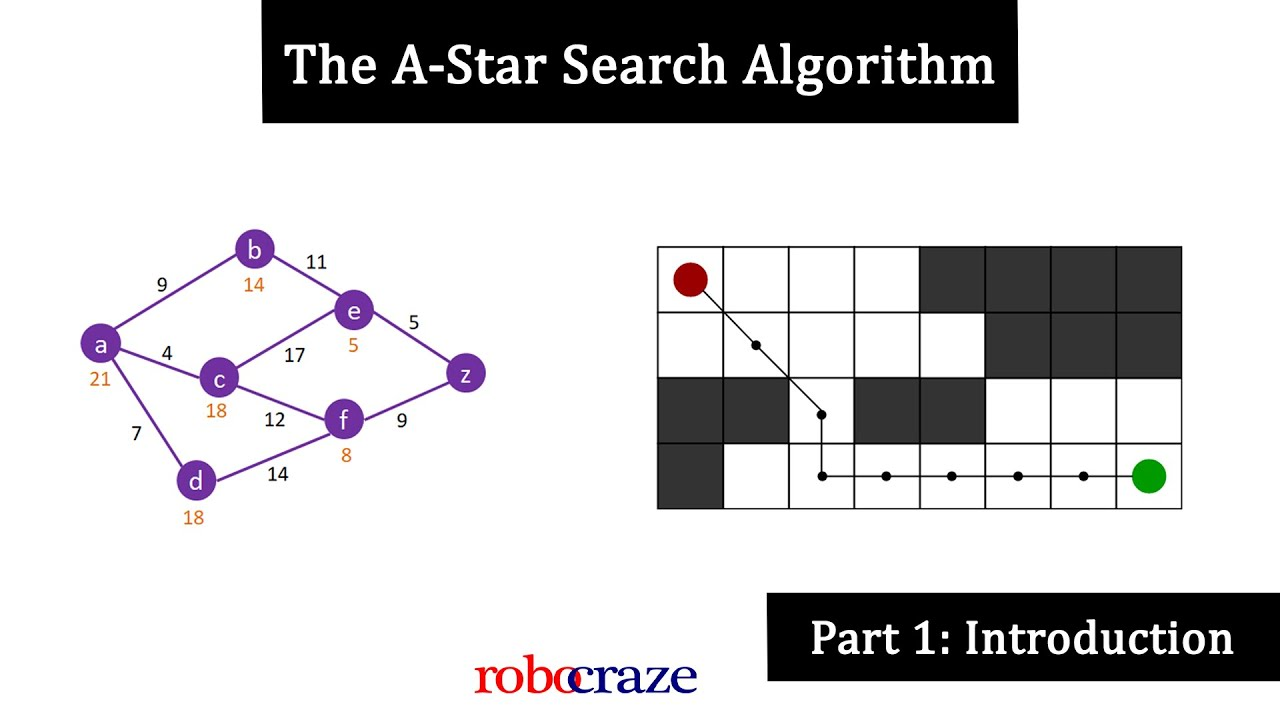 The A-Star Search Algorithm
b
11
9
14
e
5
a
4
17
5
21
c
z
18
12
f
9
7
8
d
14
18
Part 1: Introduction
robocraze